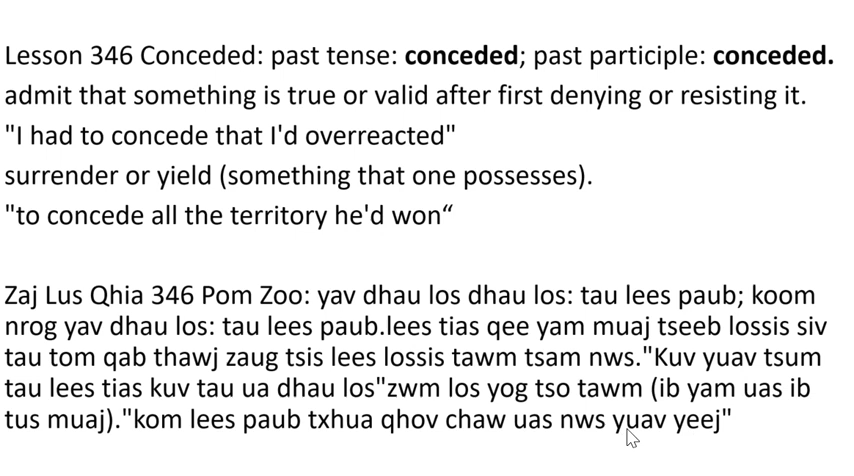 Lesson 346 Conceded: past tense: conceded; past participle: conceded.
admit that something is true or valid after first denying or resisting it.
"I had to concede that I'd overreacted"
surrender or yield (something that one possesses).
"to concede all the territory he'd won“
Zaj Lus Qhia 346 Pom Zoo: yav dhau los dhau los: tau lees paub; koom
nrog yav dhau los: tau lees paub.lees tias qee yam muaj tseeb lossis siv
tau tom qab thawj zaug tsis lees lossis tawm tsam nws."Kuv yuav tsum
tau lees tias kuv tau ua dhau los"zwm los yog tso tawm (ib yam uas ib
tus muaj)."kom lees paub txhua qhov chaw uas nws yuav yeej"